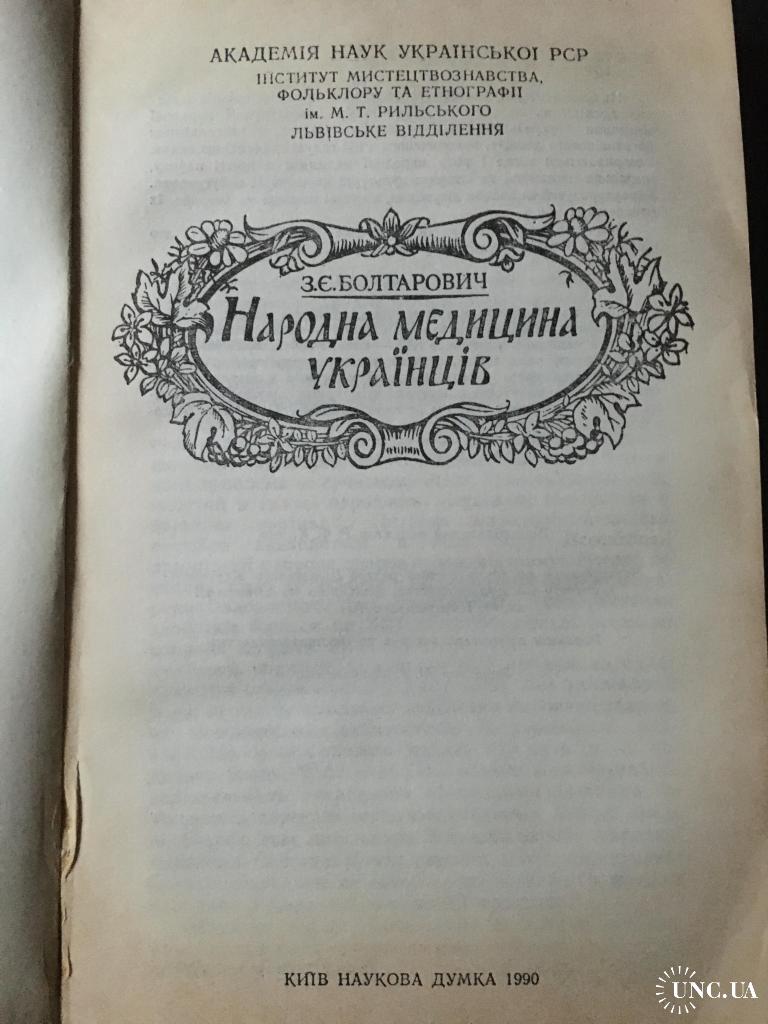 АКАДЕМІЯ НАУК УКРАЇНСЬКОЇ РСР
ІНСТИТУТ МИСТЕЦТВОЗНАВСТВА,
ФОЛЬКЛОРУ ТА ЕТНОГРАФІЇ
ім. М. Т. РИЛЬСЬКОГО
ЛЬВІВСЬКЕ ВІДДІЛЕННЯ
З.Є.БОЛТАРОВИЧ
НАРОДНА МЕДИЦИНА
УКРАЇНЦІВ
КИЇВ НАУКОВА ДУМКА 1990
UNC.UA